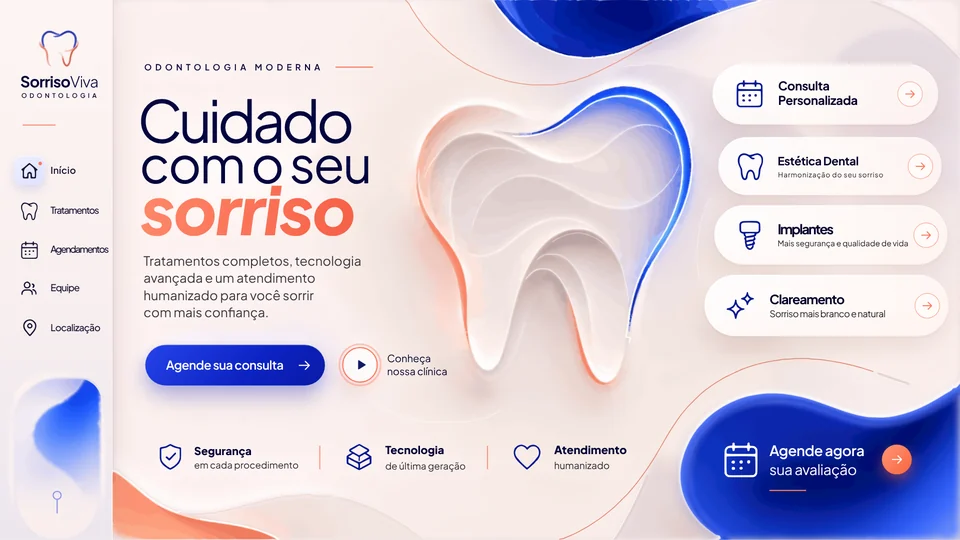 SorrisoViva
ODONTOLOGIA
Início
Tratamentos
Agendamentos
Equipe
Localização
ODONTOLOGIA MODERNA
Cuidado
com o seu
sorriso
Tratamentos completos, tecnologia
avançada e um atendimento
humanizado para você sorrir
com mais confiança.
Agende sua consulta
Conheça
nossa clínica
Segurança
em cada procedimento
Tecnologia
de última geração
Atendimento
humanizado
Consulta
Personalizada
Estética Dental
Harmonização do seu sorriso
Implantes
Mais segurança e qualidade de vida
Clareamento
Sorriso mais branco e natural
Agende agora
sua avaliação